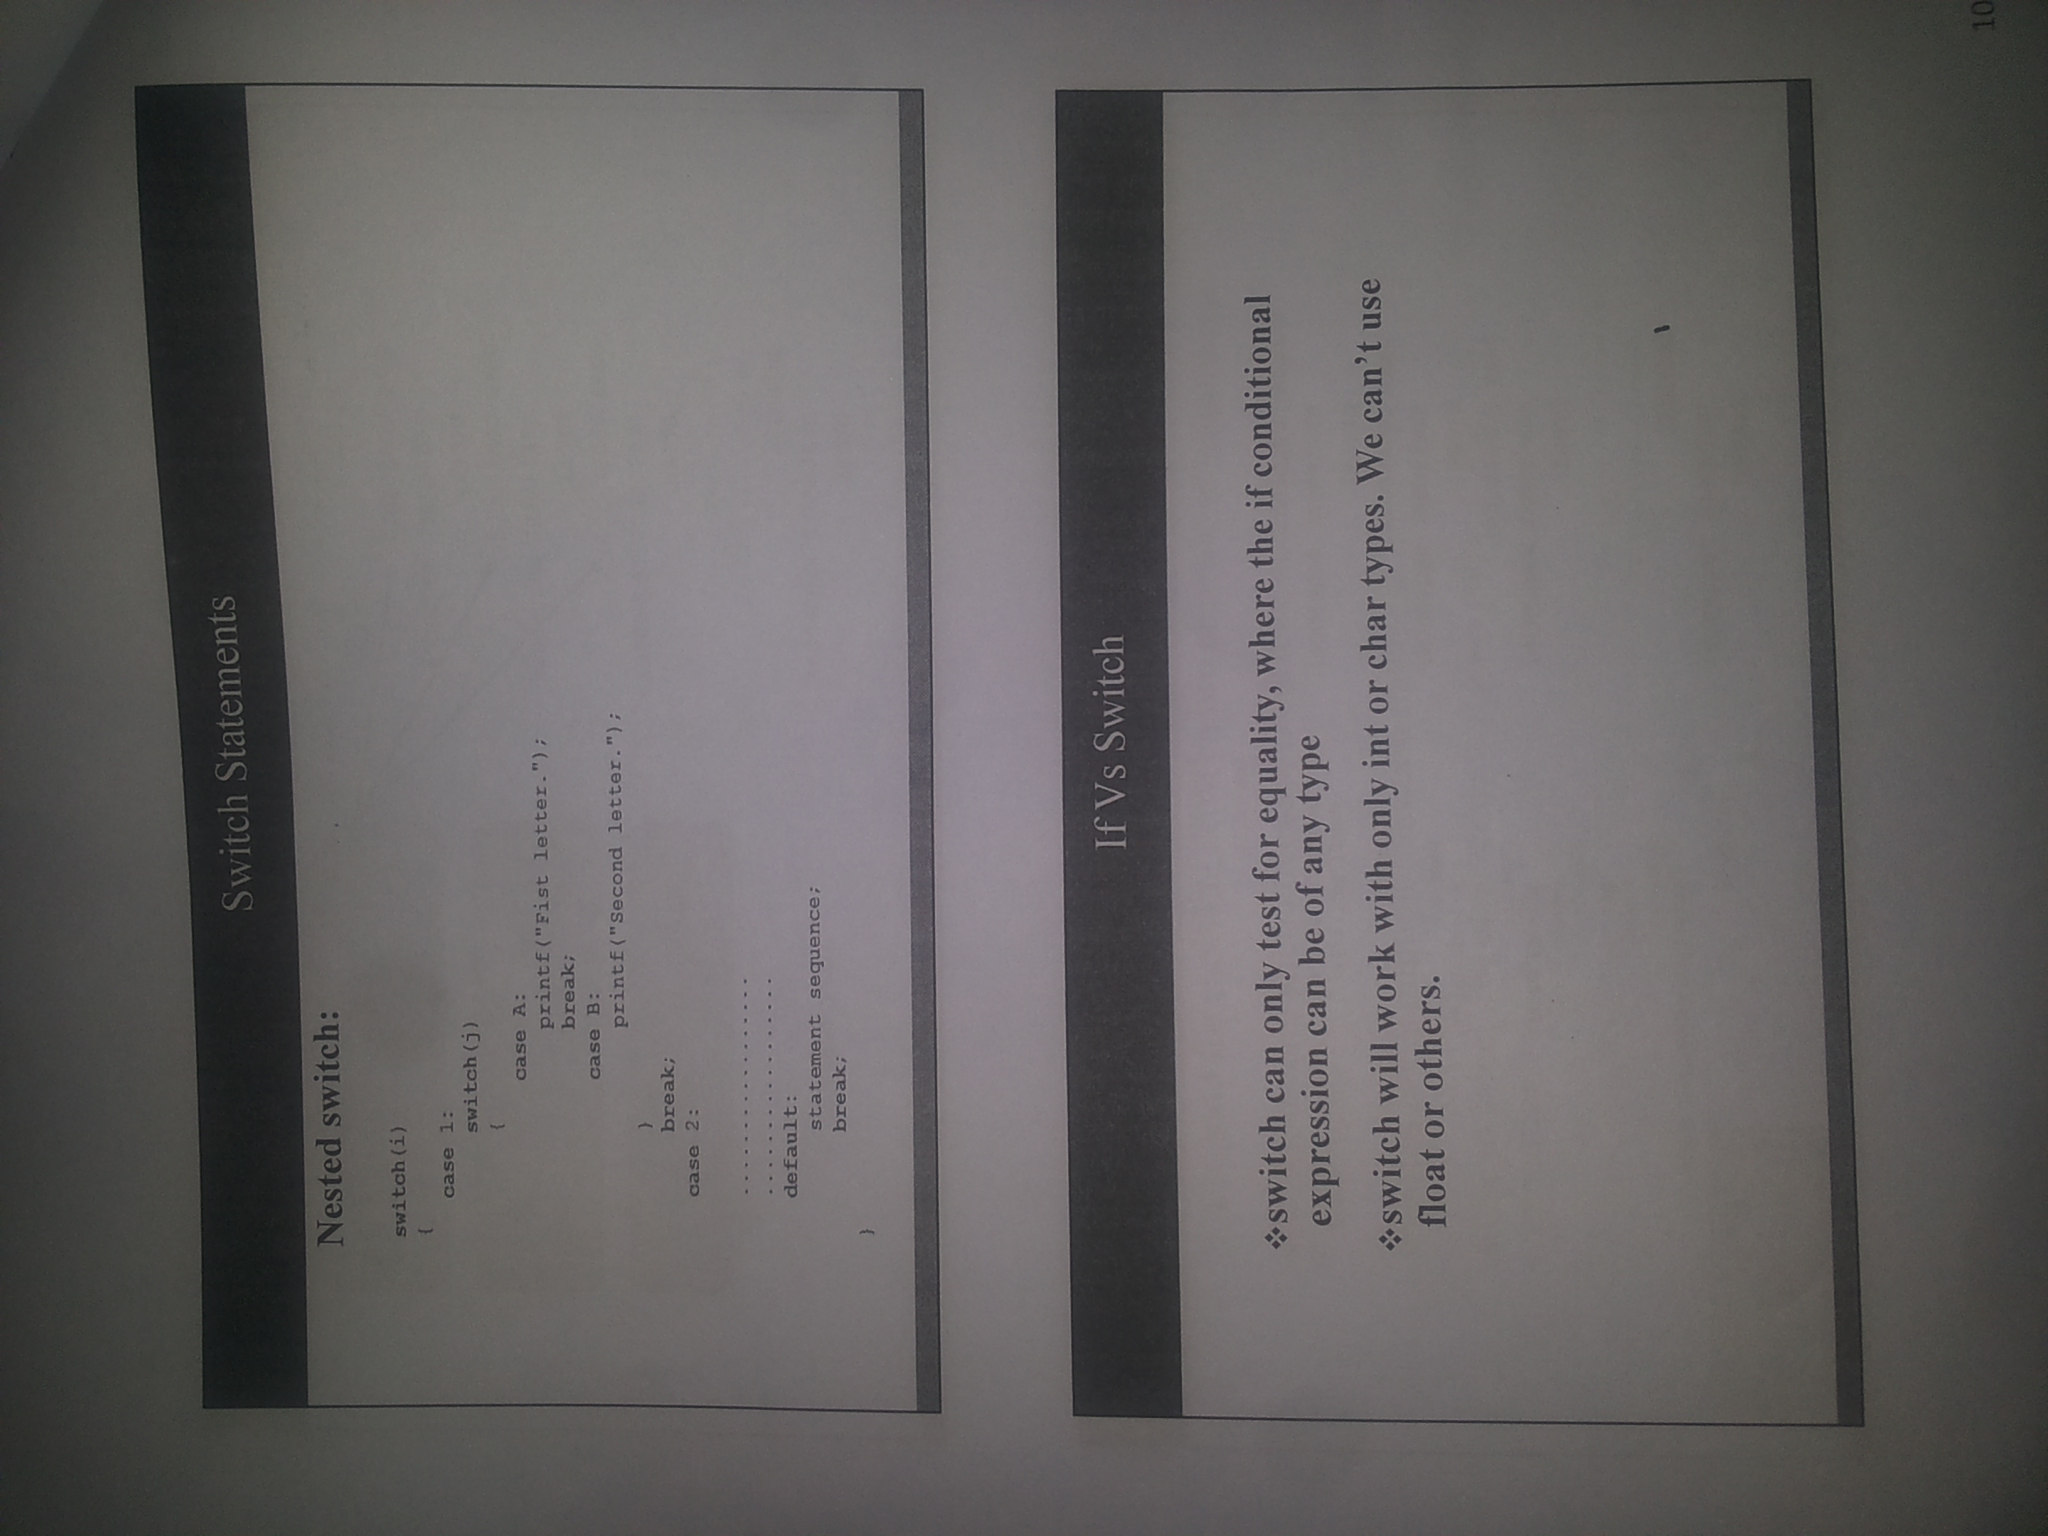 Switch Statements
Nested switch:
switch(i)
{
case 1:
switch(j)
{
case A:
printf("Fist letter.");
break;
case B:
printf("Second letter.");
}
break;
case 2:
.................
.................
default:
statement sequence;
break;
}
If Vs Switch
❖switch can only test for equality, where the if conditional
expression can be of any type
❖switch will work with only int or char types. We can't use
float or others.
10